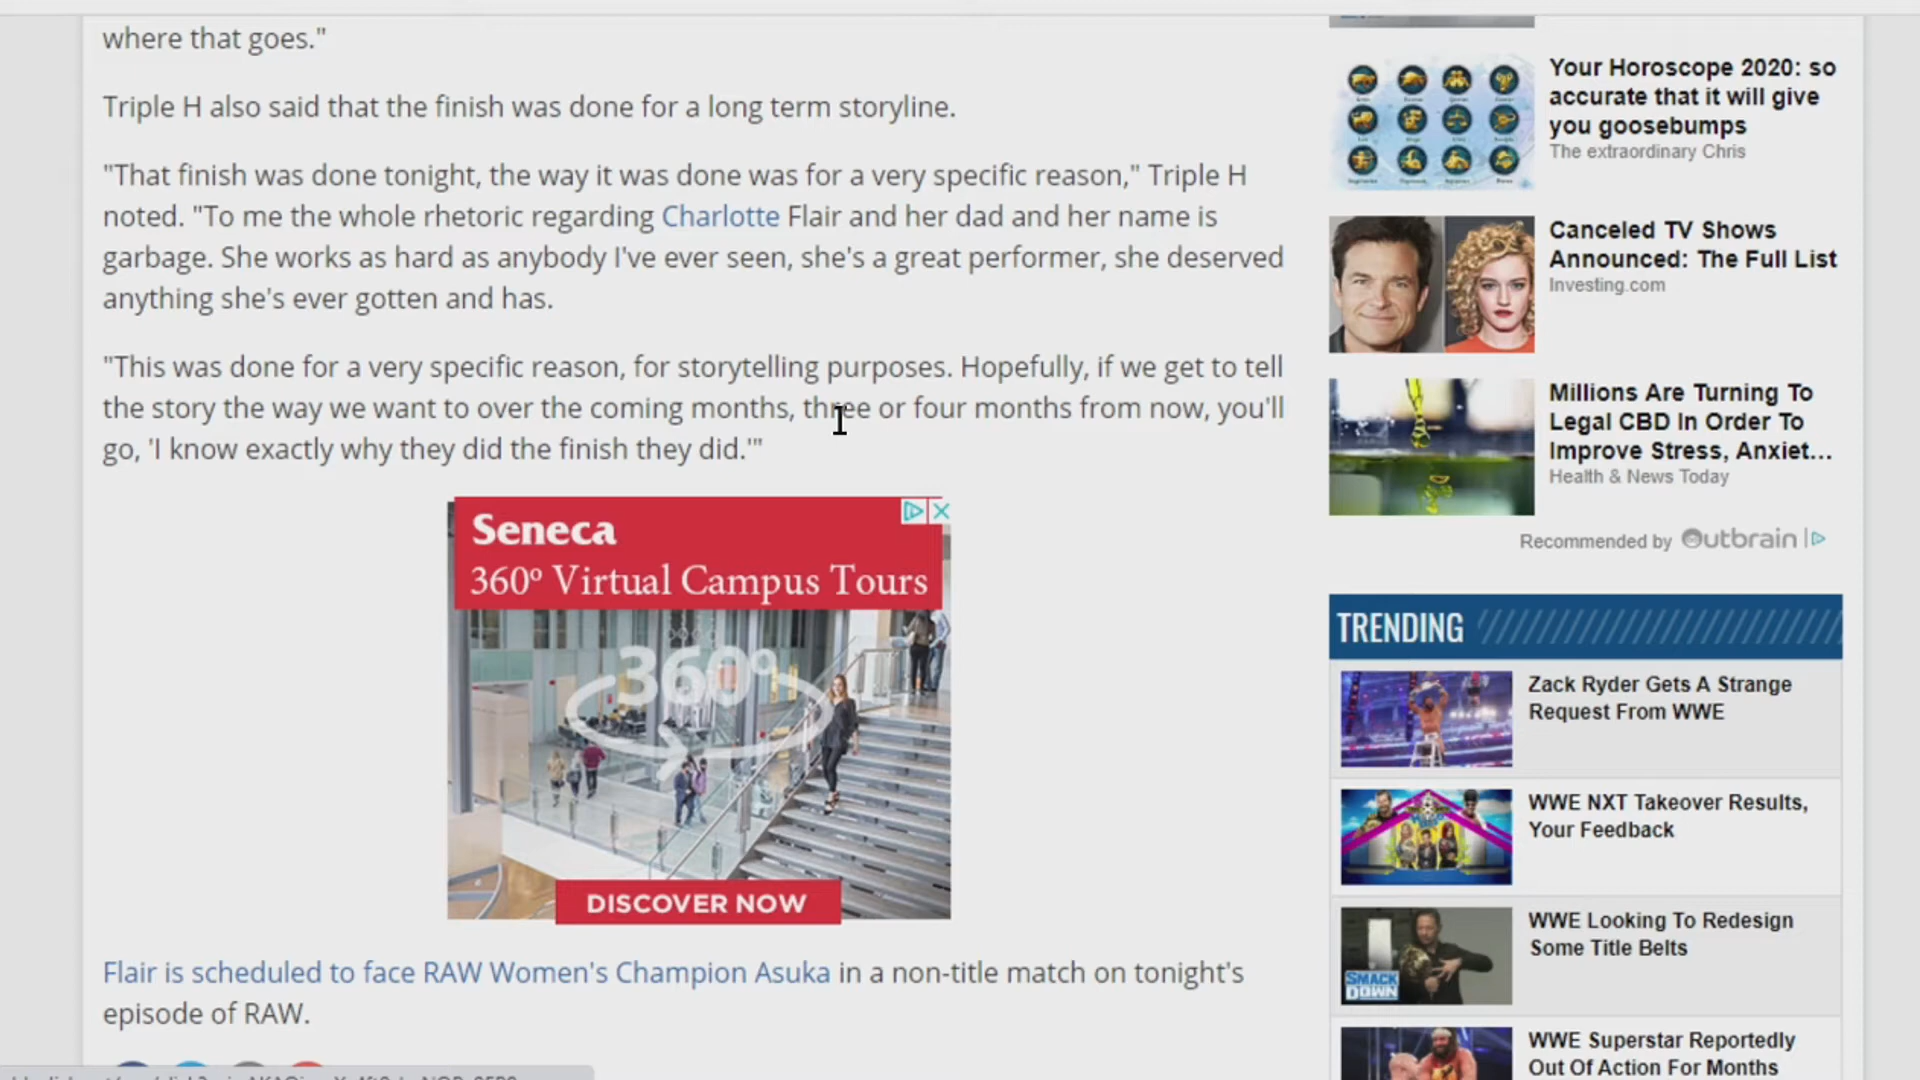 where that goes."
Triple H also said that the finish was done for a long term storyline.
"That finish was done tonight, the way it was done was for a very specific reason," Triple H
noted. "To me the whole rhetoric regarding Charlotte Flair and her dad and her name is
garbage. She works as hard as anybody I've ever seen, she's a great performer, she deserved
anything she's ever gotten and has.
"This was done for a very specific reason, for storytelling purposes. Hopefully, if we get to tell
the story the way we want to over the coming months, three or four months from now, you'll
go, 'I know exactly why they did the finish they did.'"
Seneca
360º Virtual Campus Tours
360º
DISCOVER NOW
Flair is scheduled to face RAW Women's Champion Asuka in a non-title match on tonight's
episode of RAW.
Your Horoscope 2020: so
accurate that it will give
you goosebumps
The extraordinary Chris
Canceled TV Shows
Announced: The Full List
Investing.com
Millions Are Turning To
Legal CBD In Order To
Improve Stress, Anxiet...
Health & News Today
Recommended by Outbrain
TRENDING
Zack Ryder Gets A Strange
Request From WWE
WWE NXT Takeover Results,
Your Feedback
WWE Looking To Redesign
Some Title Belts
SMACK
DOWN
WWE Superstar Reportedly
Out Of Action For Months